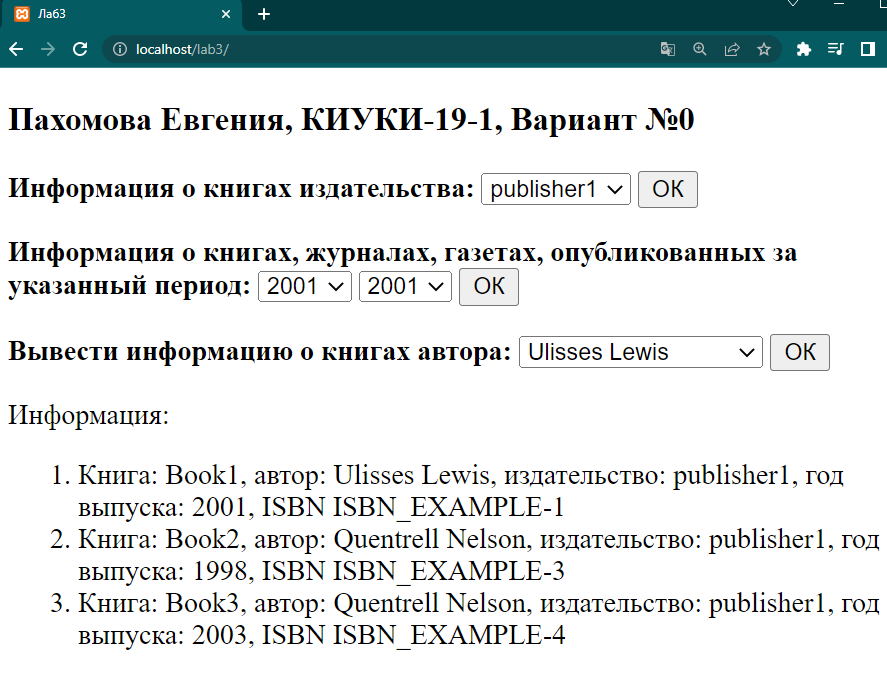 Лаб3
localhost/lab3/
Пахомова Евгения, КИУКИ-19-1, Вариант №0
Информация о книгах издательства: publisher1 ОК
Информация о книгах, журналах, газетах, опубликованных за
указанный период: 2001 2001 ОК
Вывести информацию о книгах автора: Ulisses Lewis ОК
Информация:
1. Книга: Book1, автор: Ulisses Lewis, издательство: publisher1, год
выпуска: 2001, ISBN ISBN_EXAMPLE-1
2. Книга: Book2, автор: Quentrell Nelson, издательство: publisher1, год
выпуска: 1998, ISBN ISBN_EXAMPLE-3
3. Книга: Book3, автор: Quentrell Nelson, издательство: publisher1, год
выпуска: 2003, ISBN ISBN_EXAMPLE-4